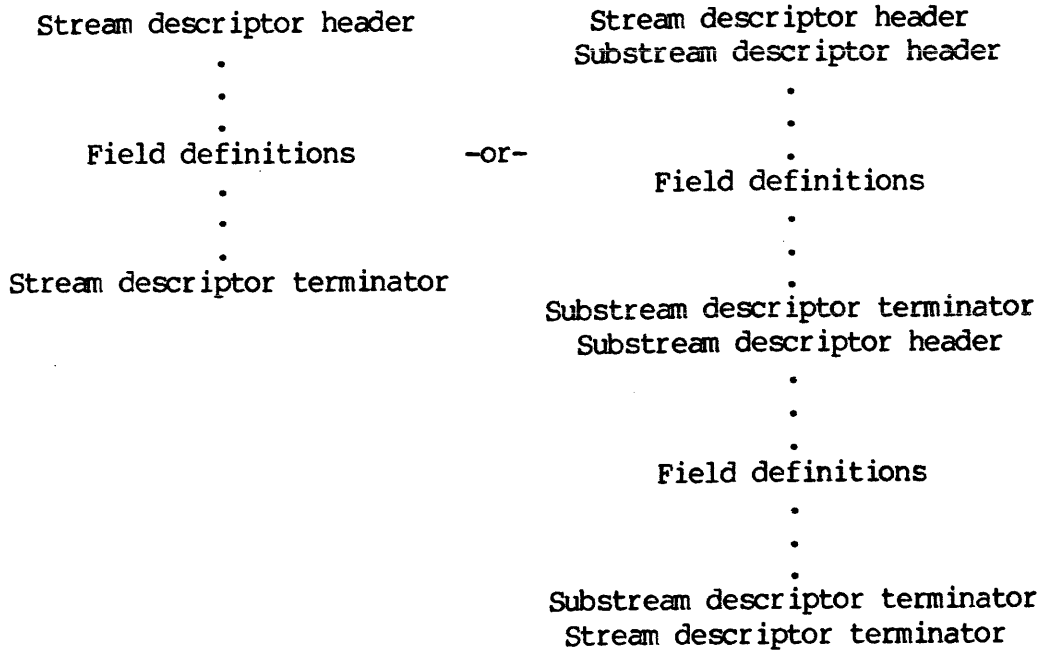 Stream descriptor header
.
.
.
Field definitions
.
.
.
Stream descriptor terminator
-or-
Stream descriptor header
Substream descriptor header
.
.
.
Field definitions
.
.
.
Substream descriptor terminator
Substream descriptor header
.
.
.
Field definitions
.
.
.
Substream descriptor terminator
Stream descriptor terminator